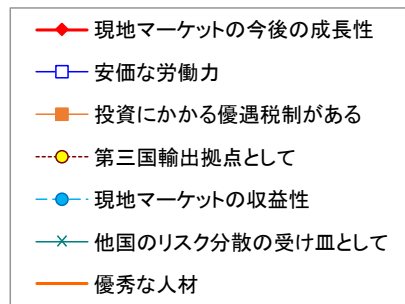 現地マーケットの今後の成長性
安価な労働力
投資にかかる優遇税制がある
第三国輸出拠点として
現地マーケットの収益性
他国のリスク分散の受け皿として
優秀な人材